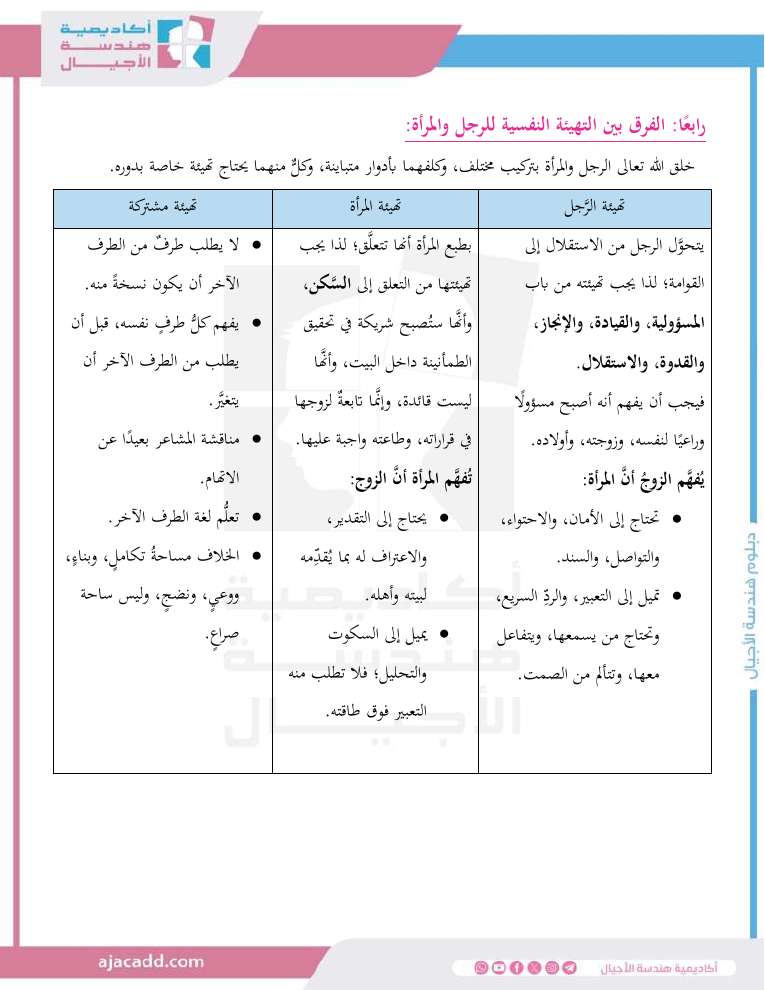 أكاديمية
هندسة
الأجيال
رابعًا: الفرق بين التهيئة النفسية للرجل والمرأة:
خلق الله تعالى الرجل والمرأة بتركيب مختلف، وكلفهما بأدوار متباينة، وكلٌّ منهما يحتاج تهيئة خاصة بدوره.
تهيئة الرَّجل
يتحوَّل الرجل من الاستقلال إلى
القوامة؛ لذا يجب تهيئته من باب
المسؤولية، والقيادة، والإنجاز،
والقدوة، والاستقلال.
فيجب أن يفهم أنه أصبح مسؤولًا
وراعيًا لنفسه، وزوجته، وأولاده.
يُفهَّم الزوجُ أنَّ المرأة:
● تحتاج إلى الأمان، والاحتواء،
والتواصل، والسند.
● تميل إلى التعبير، والردِّ السريع،
وتحتاج من يسمعها، ويتفاعل
معها، وتتألم من الصمت.
تهيئة المرأة
بطبع المرأة أنها تتعلَّق؛ لذا يجب
تهيئتها من التعلق إلى السَّكن،
وأنَّها ستُصبح شريكة في تحقيق
الطمأنينة داخل البيت، وأنَّها
ليست قائدة، وإنَّما تابعةٌ لزوجها
في قراراته، وطاعته واجبة عليها.
تُفهَّم المرأة أنَّ الزوج:
● يحتاج إلى التقدير،
والاعتراف له بما يُقدِّمه
لبيته وأهله.
● يميل إلى السكوت
والتحليل؛ فلا تطلب منه
التعبير فوق طاقته.
تهيئة مشتركة
● لا يطلب طرفٌ من الطرف
الآخر أن يكون نسخةً منه.
● يفهم كلُّ طرفٍ نفسه، قبل أن
يطلب من الطرف الآخر أن
يتغيَّر.
● مناقشة المشاعر بعيدًا عن
الاتهام.
● تعلُّم لغة الطرف الآخر.
● الخلاف مساحةُ تكاملٍ، وبناءٍ،
ووعيٍ، ونضجٍ، وليس ساحة
صراعٍ.
أكاديمية
هندسة
الأجيال
دبلوم هندسة الأجيال
ajacadd.com
أكاديمية هندسة الأجيال